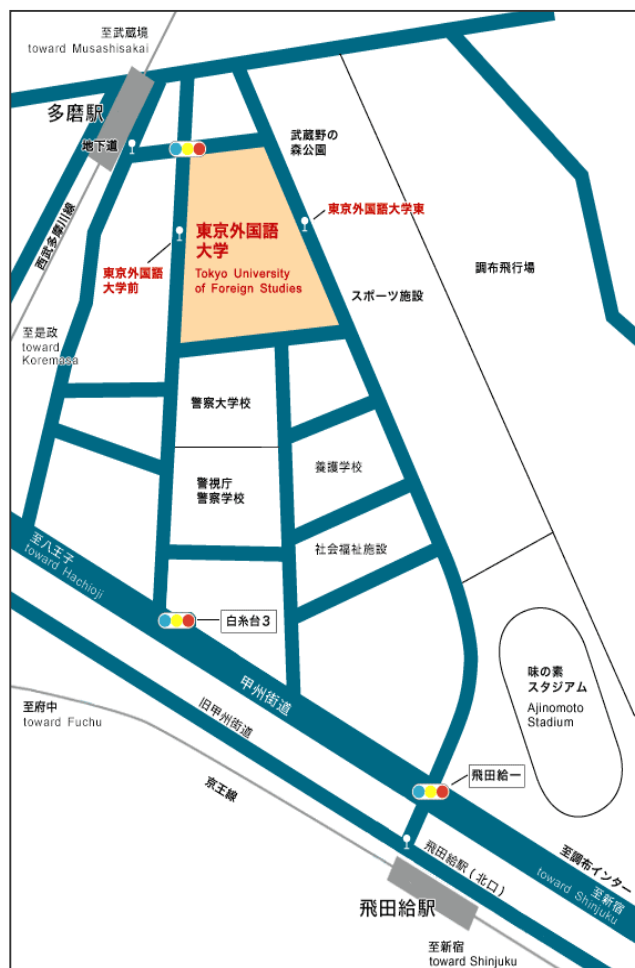 至武蔵境
toward Musashisakai
多磨駅
地下道
武蔵野の
森公園
東京外国語大学東
東京外国語
大学
Tokyo University
of Foreign Studies
西武多摩川線
東京外国語
大学前
調布飛行場
スポーツ施設
至是政
toward
Koremasa
警察大学校
養護学校
警視庁
警察学校
至八王子
toward Hachioji
社会福祉施設
白糸台3
甲州街道
味の素
スタジアム
Ajinomoto
Stadium
至府中
toward Fuchu
旧甲州街道
飛田給一
京王線
飛田給駅(北口)
至調布インター
至新宿
toward Shinjuku
飛田給駅
至新宿
toward Shinjuku